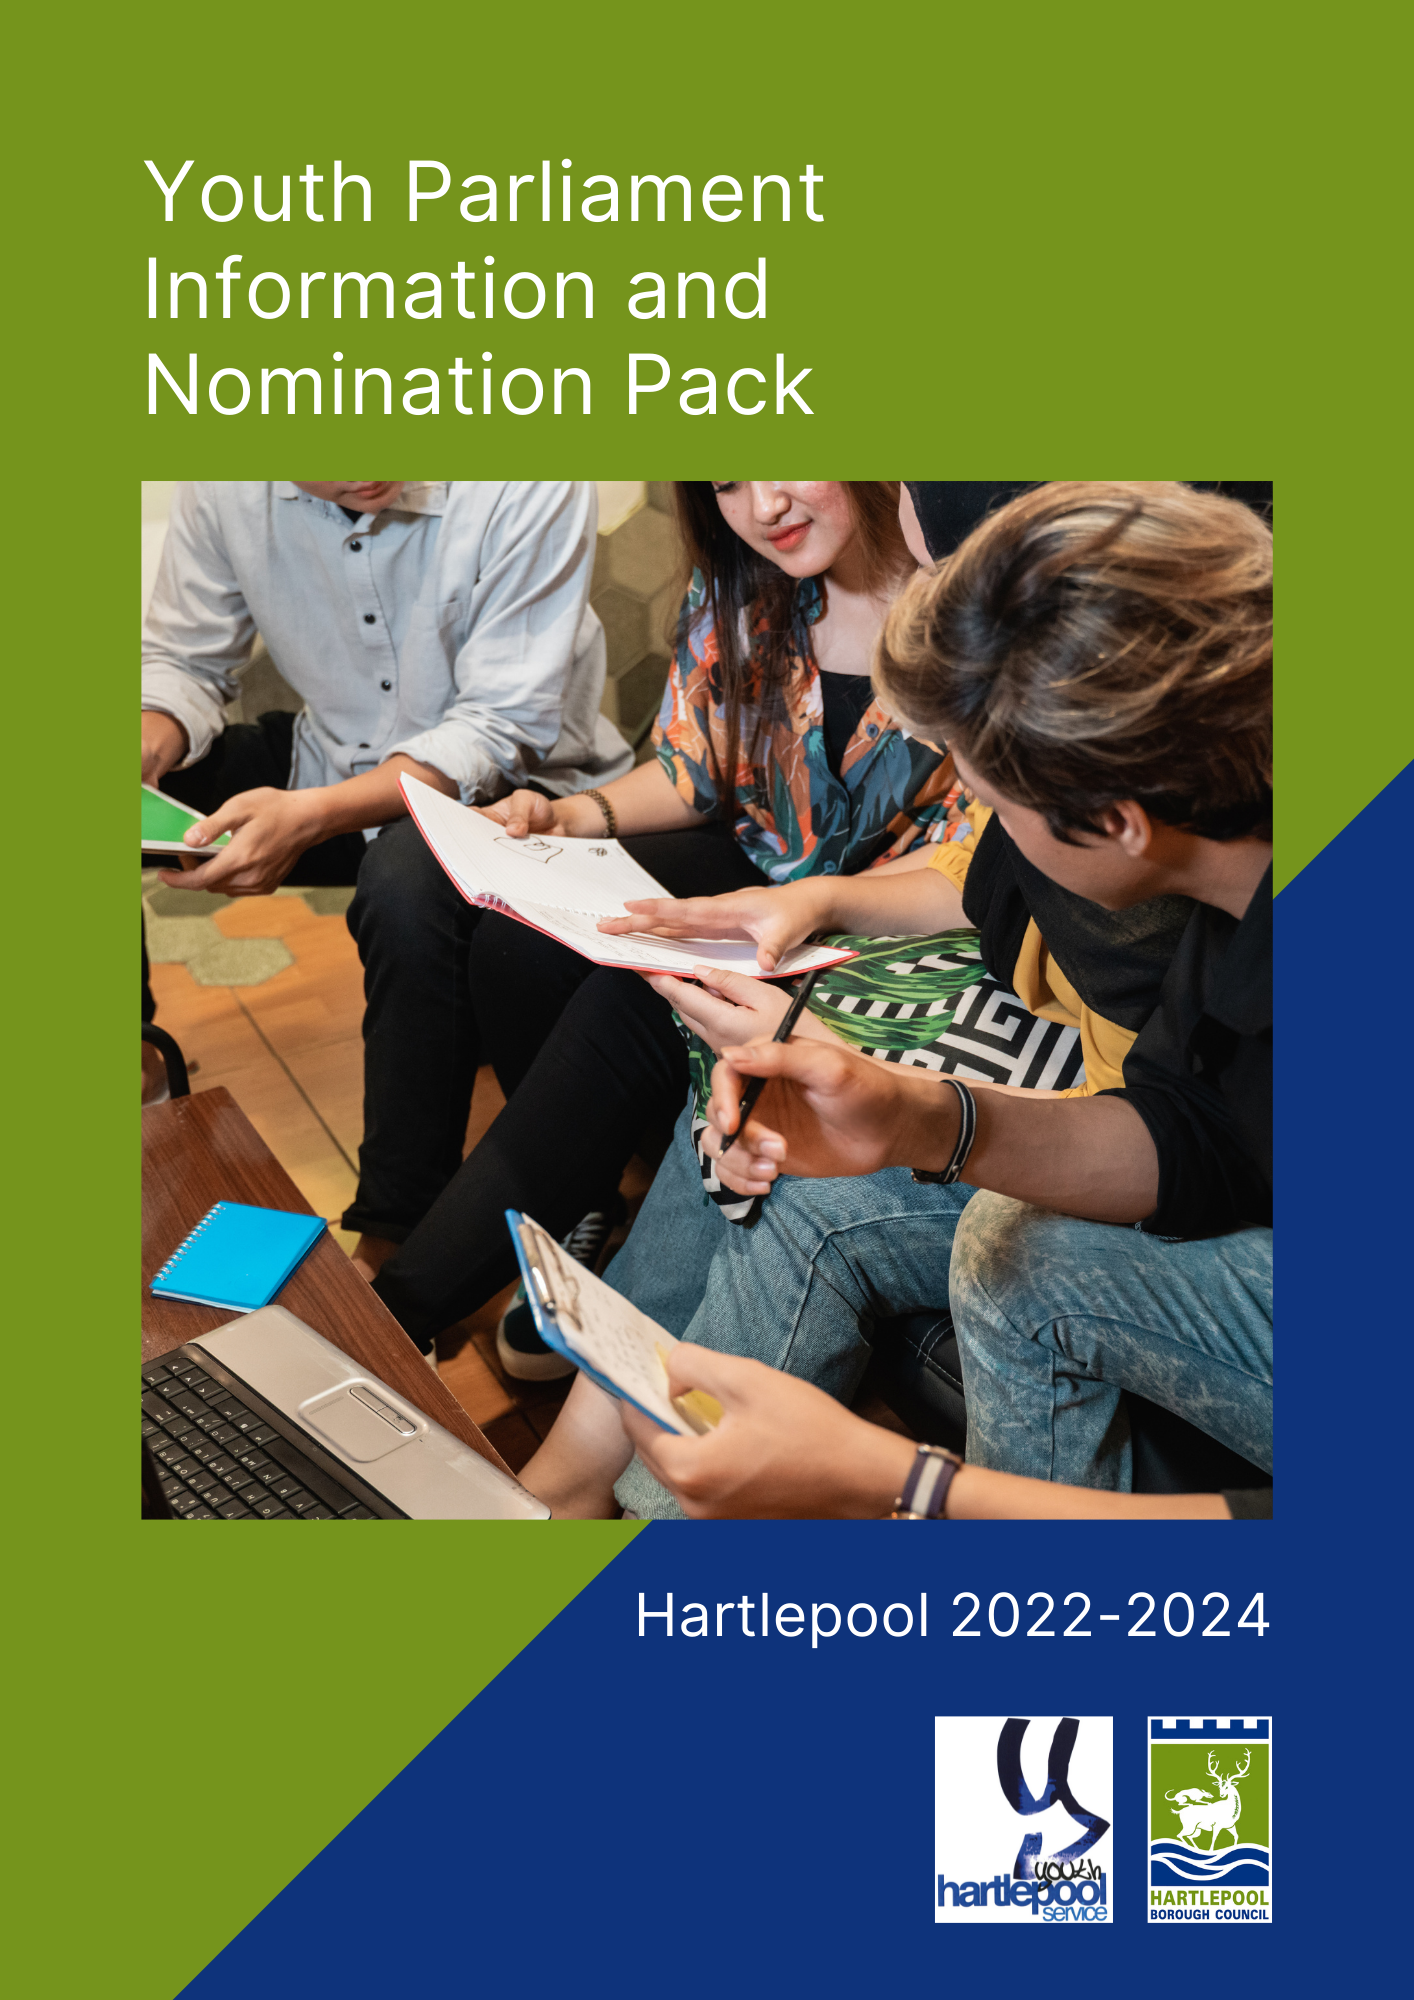 Youth Parliament
Information and
Nomination Pack
Hartlepool 2022-2024
youth
hartlepool
service
HARTLEPOOL
BOROUGH COUNCIL